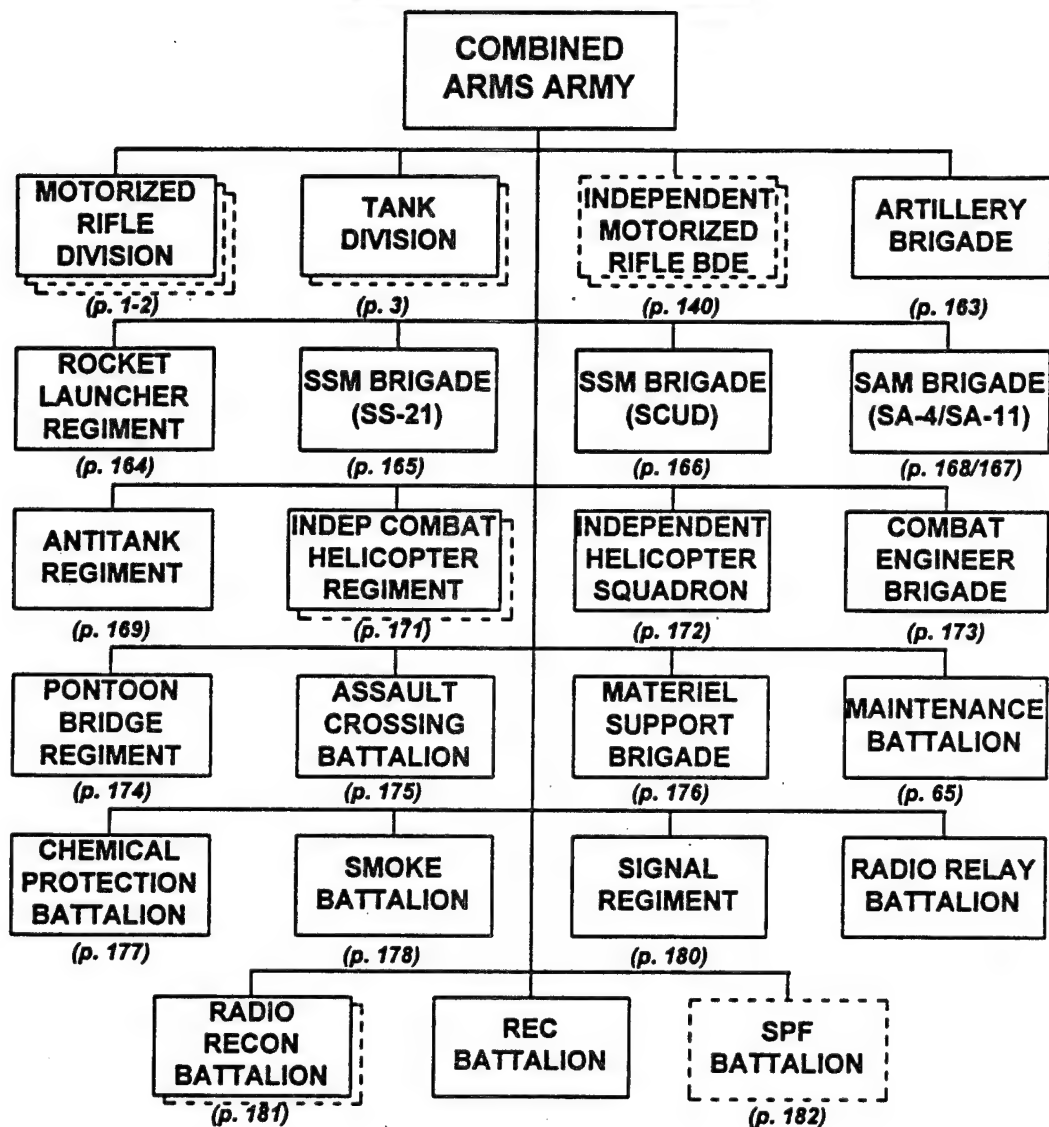 COMBINED
ARMS ARMY
MOTORIZED
RIFLE
DIVISION
(p. 1-2)
TANK
DIVISION
(p. 3)
INDEPENDENT
MOTORIZED
RIFLE BDE
(p. 140)
ARTILLERY
BRIGADE
(p. 163)
ROCKET
LAUNCHER
REGIMENT
(p. 164)
SSM BRIGADE
(SS-21)
(p. 165)
SSM BRIGADE
(SCUD)
(p. 166)
SAM BRIGADE
(SA-4/SA-11)
(p. 168/167)
ANTITANK
REGIMENT
(p. 169)
INDEP COMBAT
HELICOPTER
REGIMENT
(p. 171)
INDEPENDENT
HELICOPTER
SQUADRON
(p. 172)
COMBAT
ENGINEER
BRIGADE
(p. 173)
PONTOON
BRIDGE
REGIMENT
(p. 174)
ASSAULT
CROSSING
BATTALION
(p. 175)
MATERIEL
SUPPORT
BRIGADE
(p. 176)
MAINTENANCE
BATTALION
(p. 65)
CHEMICAL
PROTECTION
BATTALION
(p. 177)
SMOKE
BATTALION
(p. 178)
SIGNAL
REGIMENT
(p. 180)
RADIO RELAY
BATTALION
RADIO
RECON
BATTALION
(p. 181)
REC
BATTALION
SPF
BATTALION
(p. 182)